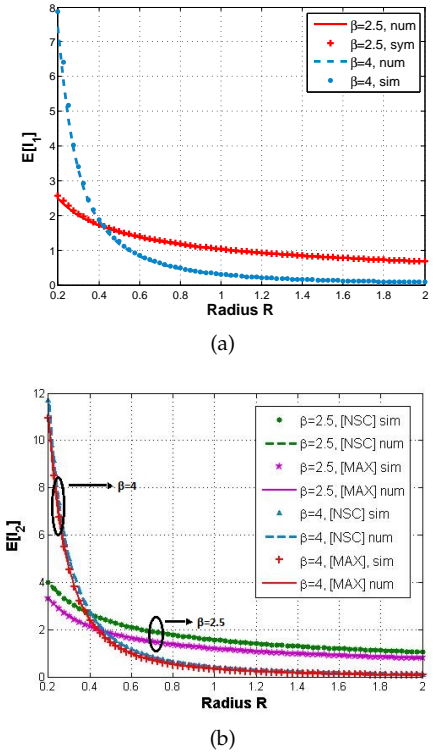 8
7
6
5
4
3
2
1
0
E[I₁]
β=2.5, num
β=2.5, sym
β=4, num
β=4, sim
0.2 0.4 0.6 0.8 1 1.2 1.4 1.6 1.8 2
Radius R
(a)
12
10
8
6
4
2
0
E[I₂]
β=2.5, [NSC] sim
β=2.5, [NSC] num
β=2.5, [MAX] sim
β=2.5, [MAX] num
β=4, [NSC] sim
β=4, [NSC] num
β=4, [MAX], sim
β=4, [MAX] num
β=4
β=2.5
0.2 0.4 0.6 0.8 1 1.2 1.4 1.6 1.8 2
Radius R
(b)